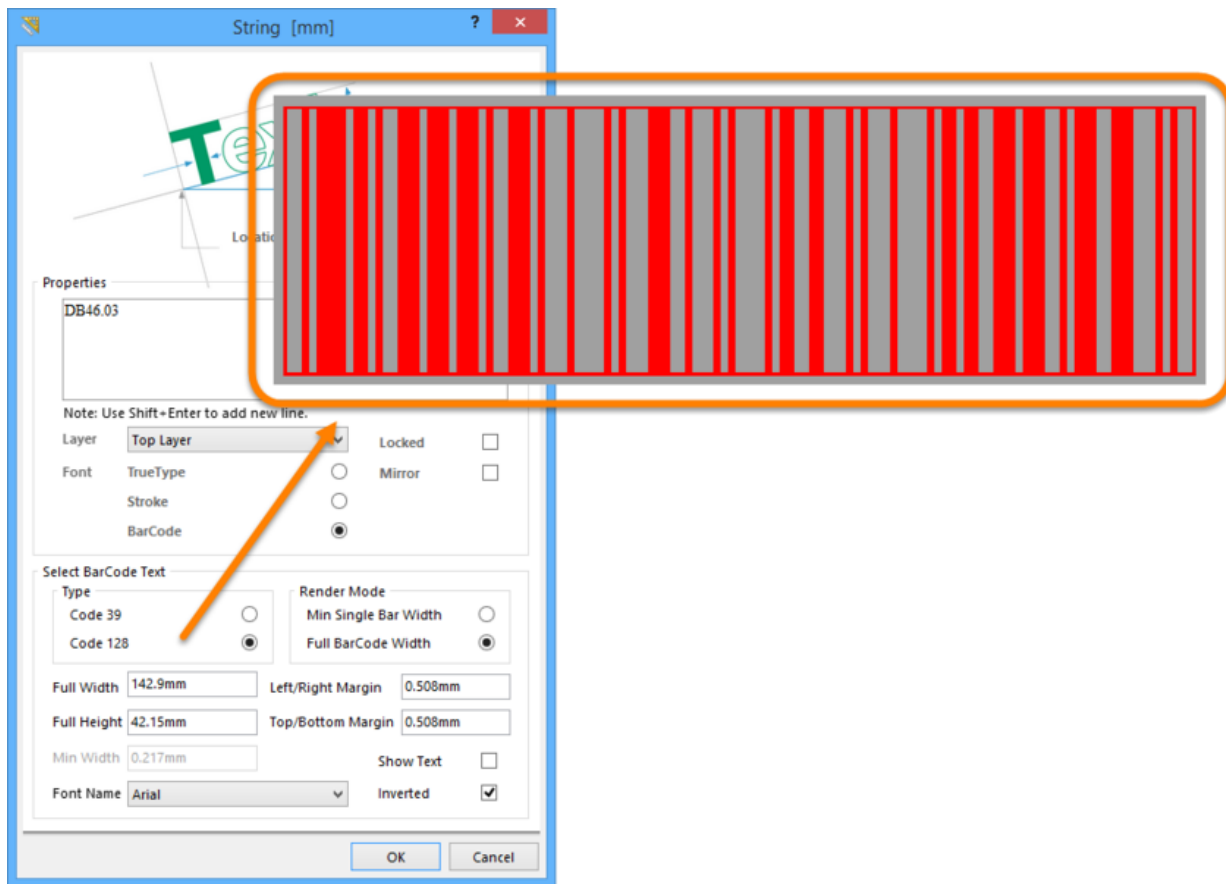 String [mm]
?
Tex
Locatio
Properties
DB46.03
Note: Use Shift+Enter to add new line.
Layer Top Layer Locked
Font TrueType Mirror
Stroke
BarCode
Select BarCode Text
Type Render Mode
Code 39 Min Single Bar Width
Code 128 Full BarCode Width
Full Width 142.9mm Left/Right Margin 0.508mm
Full Height 42.15mm Top/Bottom Margin 0.508mm
Min Width 0.217mm Show Text
Font Name Arial Inverted
OK Cancel